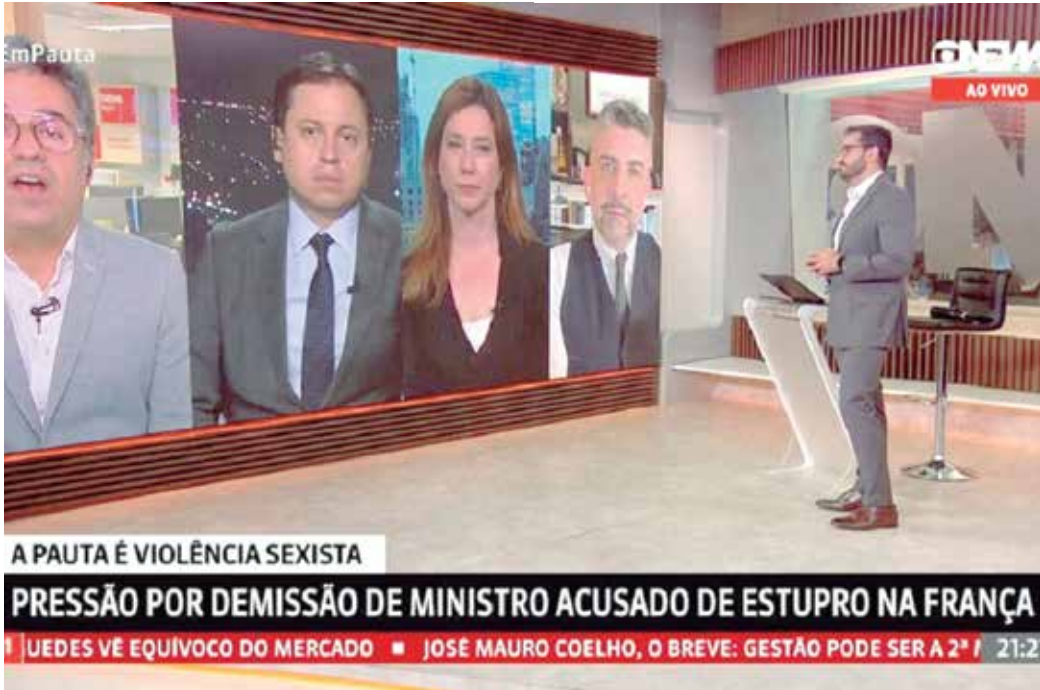 EmPauta
GNEWS
AO VIVO
N
A PAUTA É VIOLÊNCIA SEXISTA
PRESSÃO POR DEMISSÃO DE MINISTRO ACUSADO DE ESTUPRO NA FRANÇA
UEDES VÊ EQUÍVOCO DO MERCADO ■ JOSÉ MAURO COELHO, O BREVE: GESTÃO PODE SER A 2ª
21:2